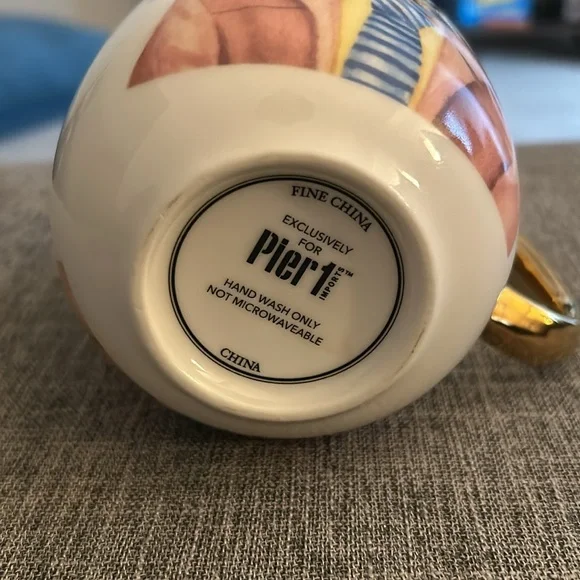 FINE CHINA
EXCLUSIVELY
FOR
Pier1
IMPORTS™
HAND WASH ONLY
NOT MICROWAVEABLE
CHINA